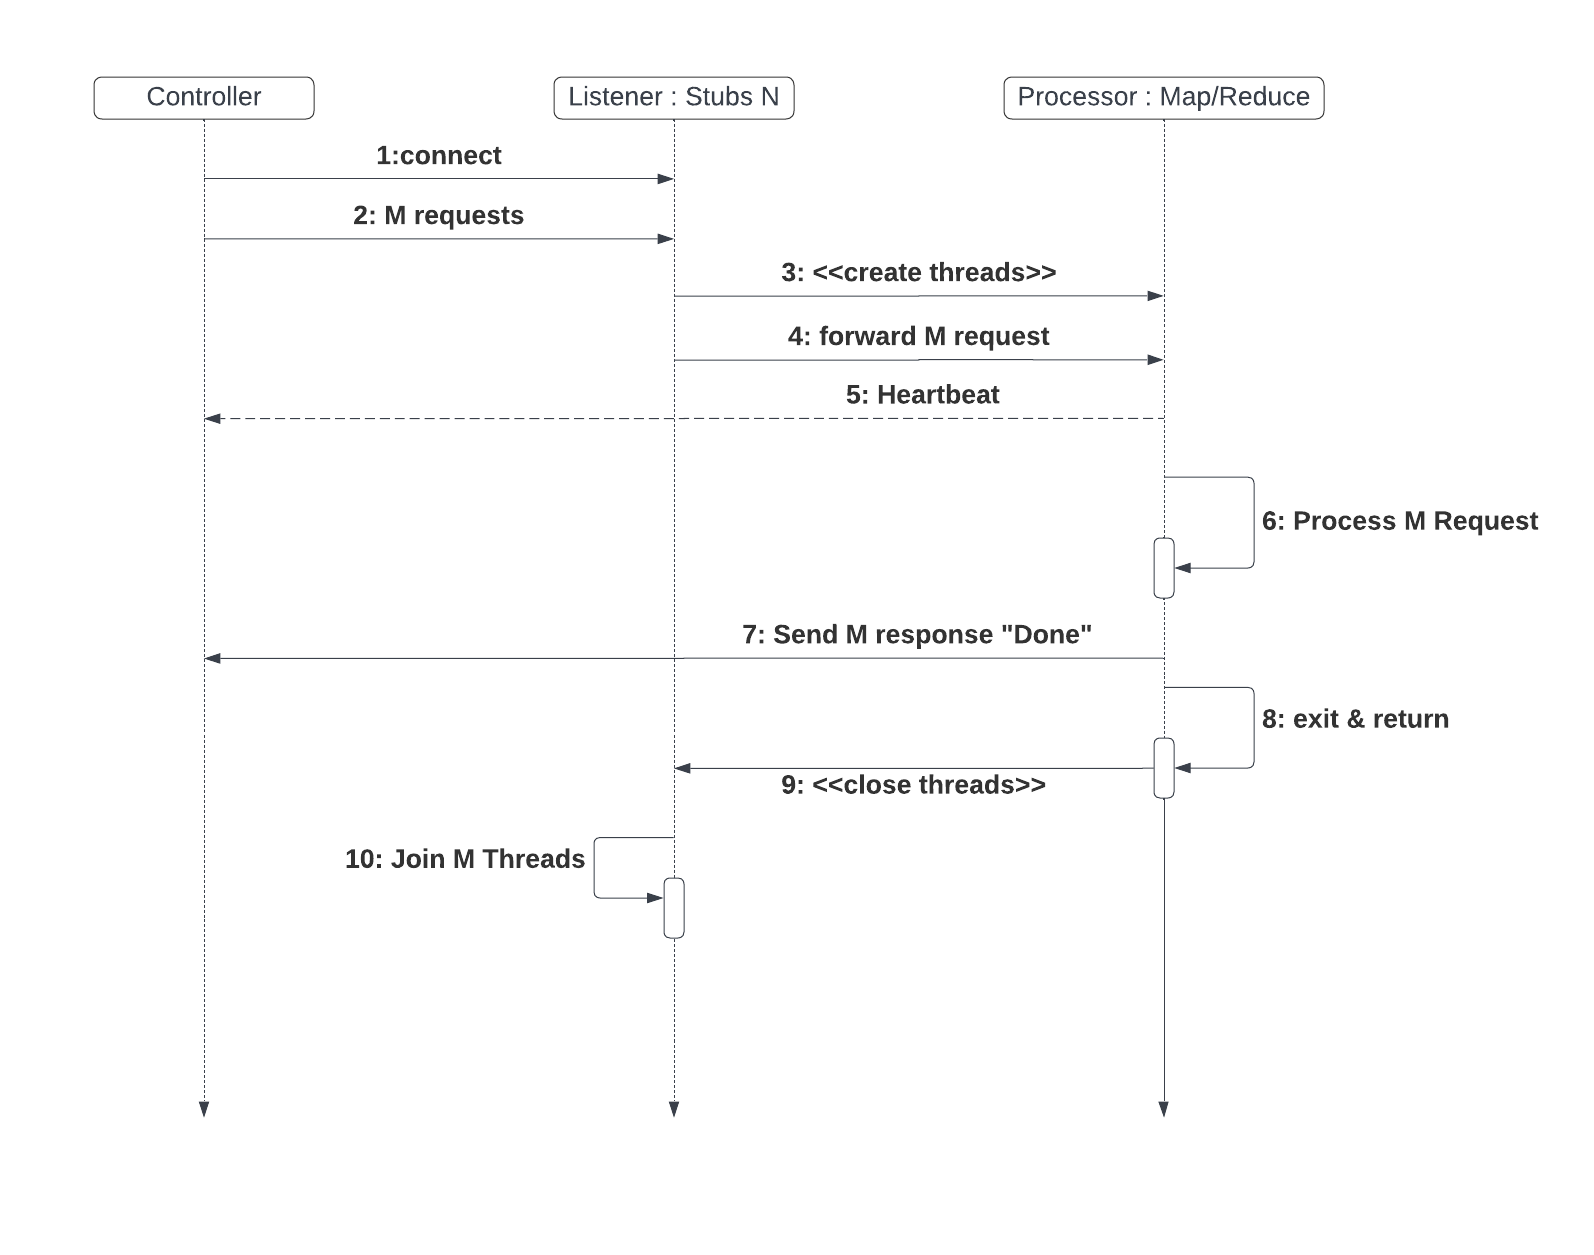 Controller
Listener : Stubs N
Processor : Map/Reduce
1:connect
2: M requests
3: <<create threads>>
4: forward M request
5: Heartbeat
6: Process M Request
7: Send M response "Done"
8: exit & return
9: <<close threads>>
10: Join M Threads